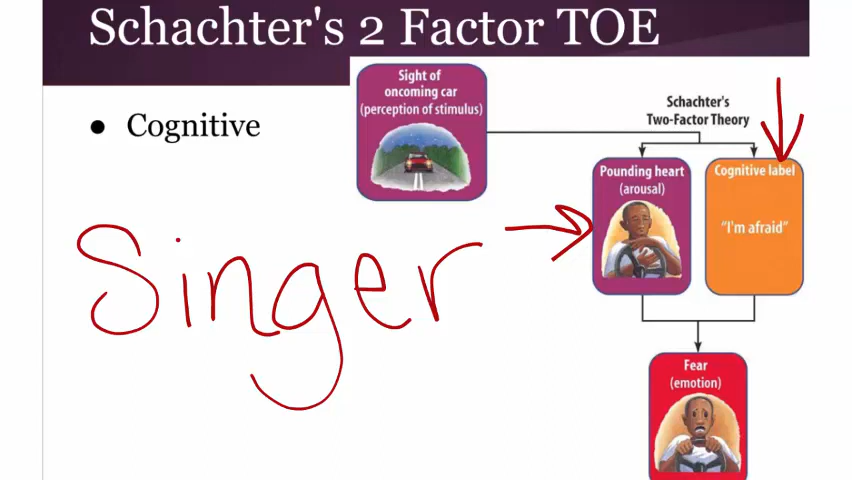 Schachter's 2 Factor TOE
● Cognitive
Singer
Sight of
oncoming car
(perception of stimulus)
Schachter's
Two-Factor Theory
Pounding heart
(arousal)
Cognitive label
"I'm afraid"
Fear
(emotion)